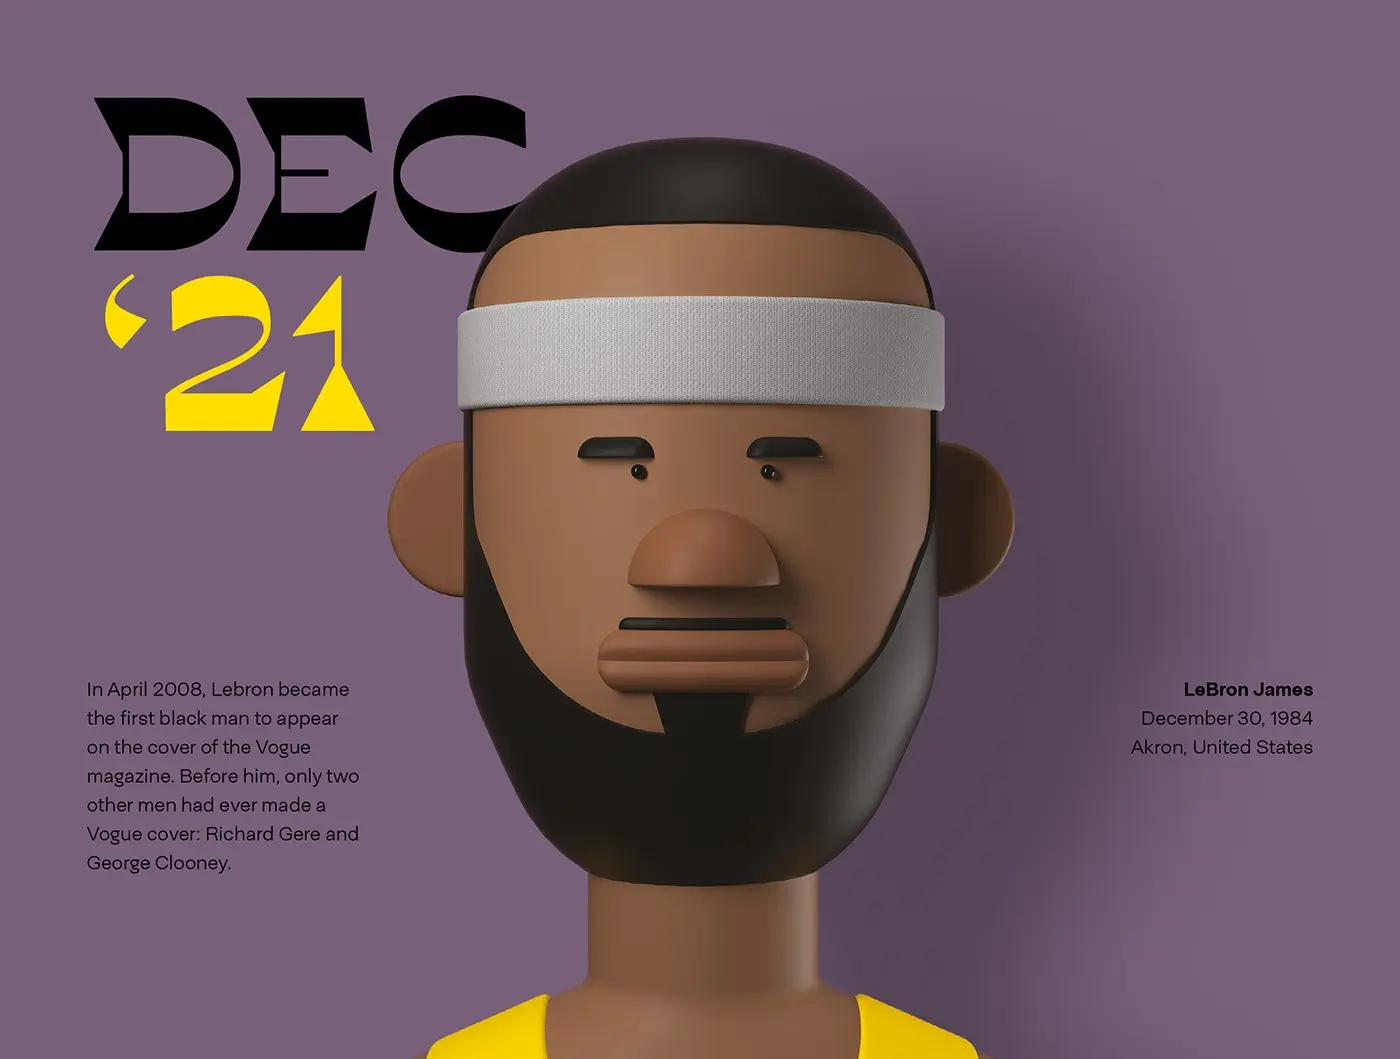 DEC
‘21
In April 2008, Lebron became
the first black man to appear
on the cover of the Vogue
magazine. Before him, only two
other men had ever made a
Vogue cover: Richard Gere and
George Clooney.
LeBron James
December 30, 1984
Akron, United States